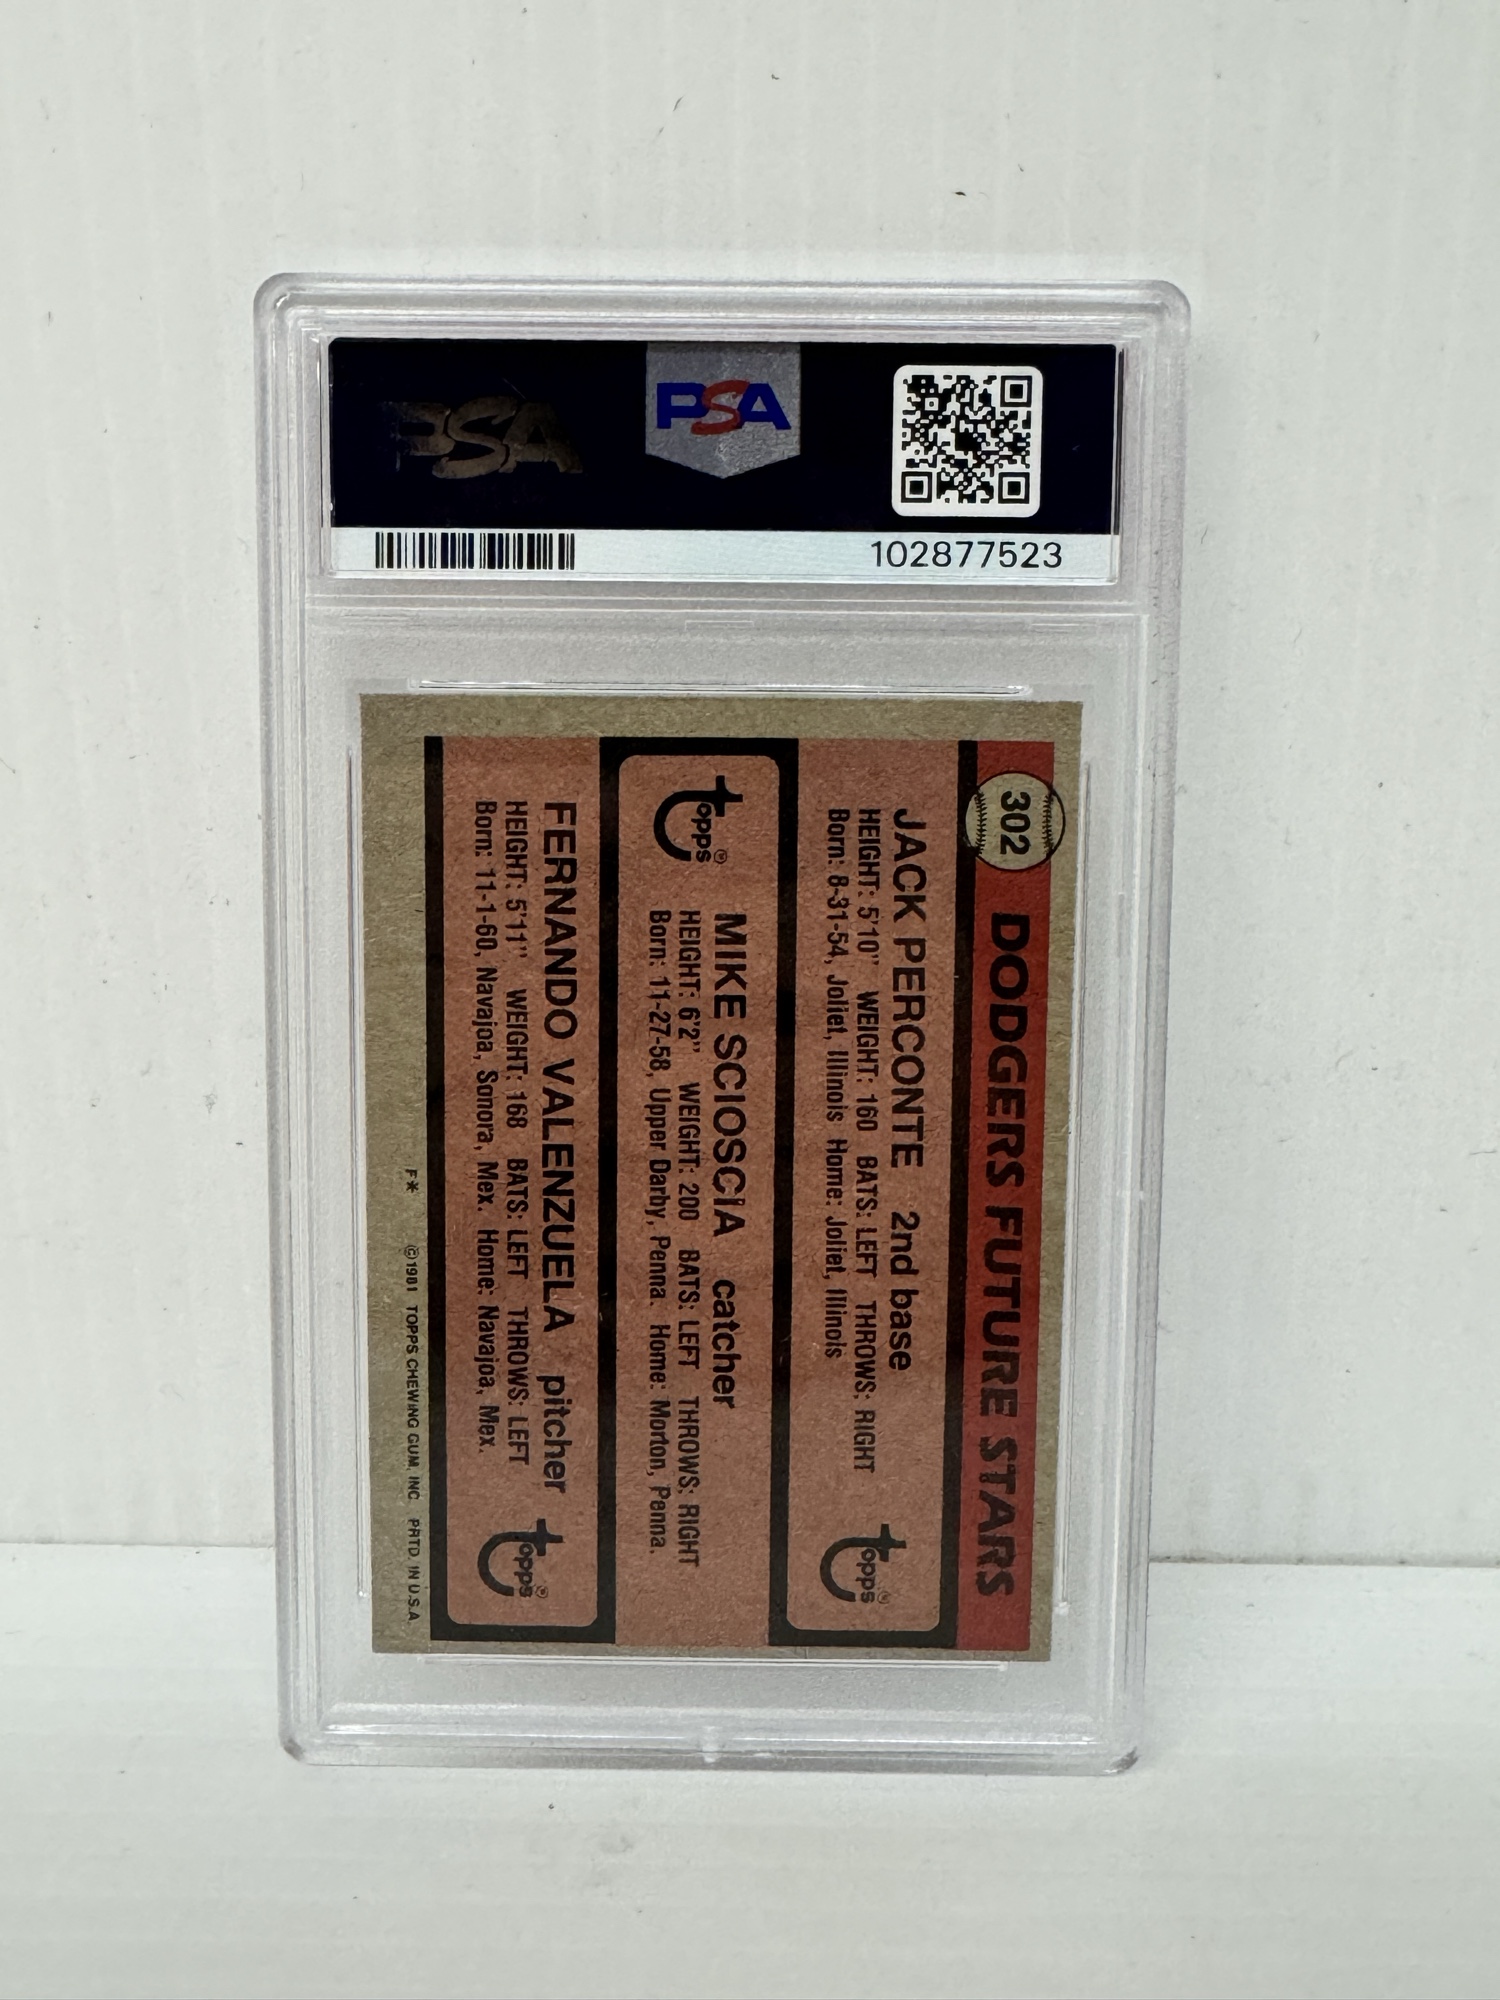 PSA
PSA
102877523
302
DODGERS FUTURE STARS
JACK PERCONTE 2nd base
HEIGHT: 5'10" WEIGHT: 160 BATS: LEFT THROWS: RIGHT
Born: 8-31-54, Joliet, Illinois Home: Joliet, Illinois
Topps®
Topps®
MIKE SCIOSCIA catcher
HEIGHT: 6'2" WEIGHT: 200 BATS: LEFT THROWS: RIGHT
Born: 11-27-58, Upper Darby, Penna. Home: Morton, Penna.
FERNANDO VALENZUELA pitcher
HEIGHT: 5'11" WEIGHT: 168 BATS: LEFT THROWS: LEFT
Born: 11-1-60, Navajoa, Sonora, Mex. Home: Navajoa, Mex.
Topps®
F* ©1981 TOPPS CHEWING GUM, INC PRTD. IN U.S.A.